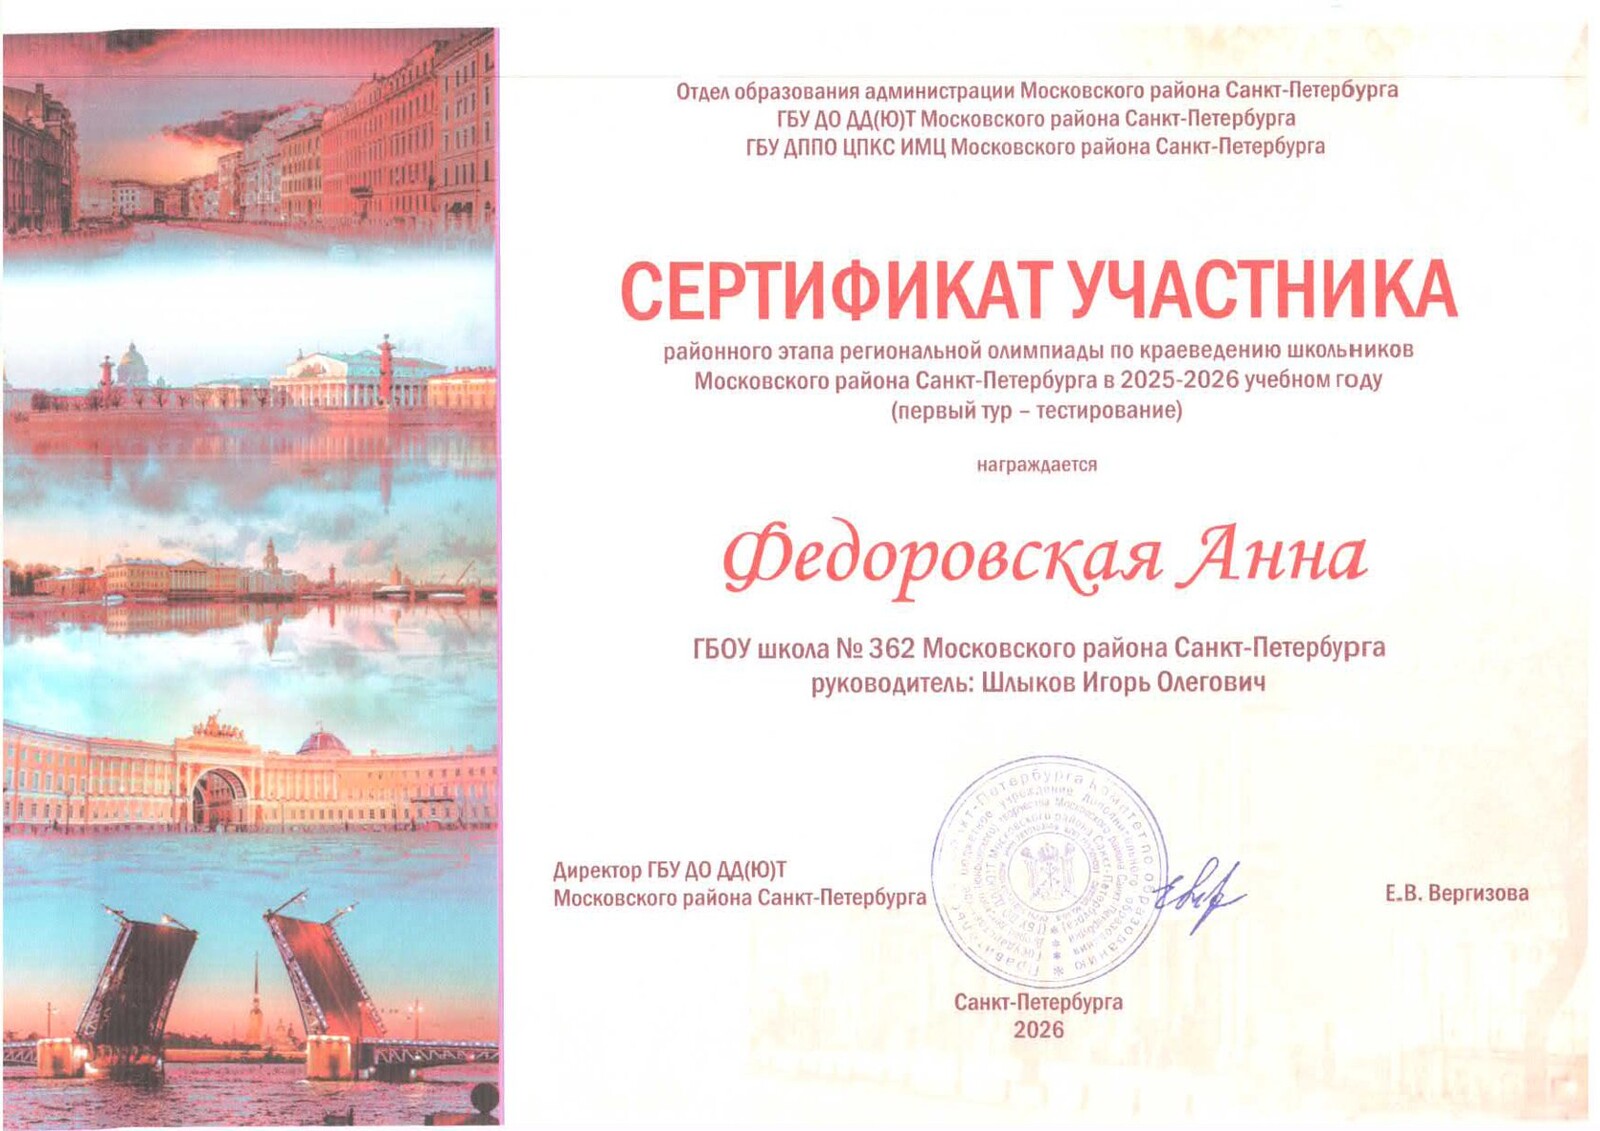 Отдел образования администрации Московского района Санкт-Петербурга
ГБУ ДО ДД(Ю)Т Московского района Санкт-Петербурга
ГБУ ДППО ЦПКС ИМЦ Московского района Санкт-Петербурга
СЕРТИФИКАТ УЧАСТНИКА
районного этапа региональной олимпиады по краеведению школьников
Московского района Санкт-Петербурга в 2025-2026 учебном году
(первый тур – тестирование)
награждается
Федоровская Анна
ГБОУ школа № 362 Московского района Санкт-Петербурга
руководитель: Шлыков Игорь Олегович
Директор ГБУ ДО ДД(Ю)Т
Московского района Санкт-Петербурга
Е.В. Вергизова
Санкт-Петербурга
2026